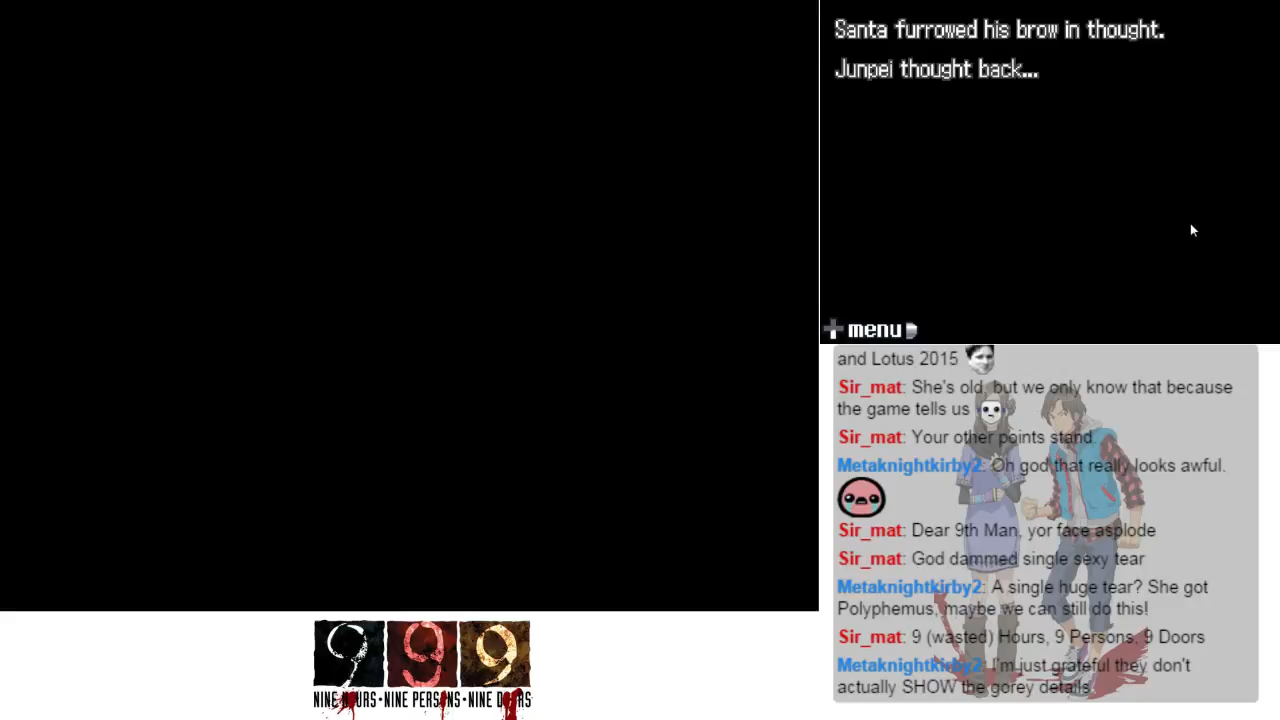 Santa furrowed his brow in thought.
Junpei thought back...
menu
and Lotus 2015
Sir_mat: She's old, but we only know that because
the game tells us
Sir_mat: Your other points stand.
Metaknightkirby2: Oh god that really looks awful.
Sir_mat: Dear 9th Man, yor face asplode
Sir_mat: God dammed single sexy tear
Metaknightkirby2: A single huge tear? She got
Polyphemus, maybe we can still do this!
Sir_mat: 9 (wasted) Hours, 9 Persons, 9 Doors
Metaknightkirby2: I'm just grateful they don't
actually SHOW the gorey details.
9 9 9
NINE HOURS • NINE PERSONS • NINE DOORS